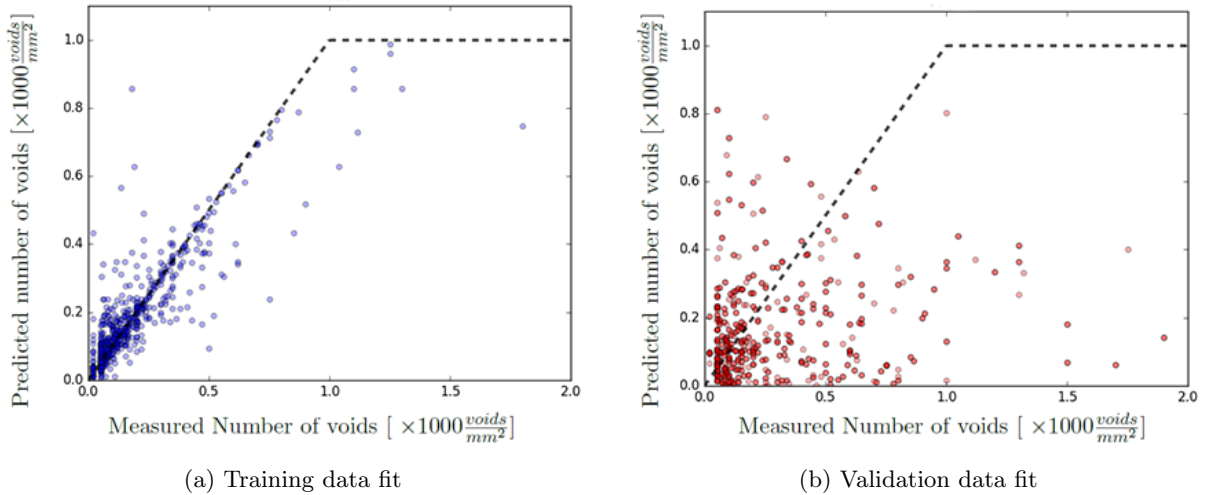 Predicted number of voids [×1000 voids/mm²]
1.0
0.8
0.6
0.4
0.2
0.0
0.0 0.5 1.0 1.5 2.0
Measured Number of voids [ ×1000 voids/mm²]
(a) Training data fit
Predicted number of voids [×1000 voids/mm²]
1.0
0.8
0.6
0.4
0.2
0.0
0.0 0.5 1.0 1.5 2.0
Measured Number of voids [ ×1000 voids/mm²]
(b) Validation data fit